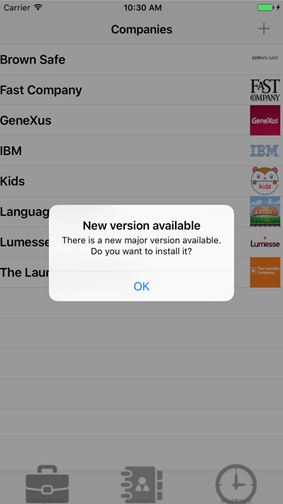 Carrier 10:30 AM
Companies +
Brown Safe BROWN SAFE
Fast Company FAST COMPANY
GeneXus GeneXus
IBM IBM
Kids kids
Languag
Lumesse Lumesse
The Laun The Laundry Company
New version available
There is a new major version available.
Do you want to install it?
OK